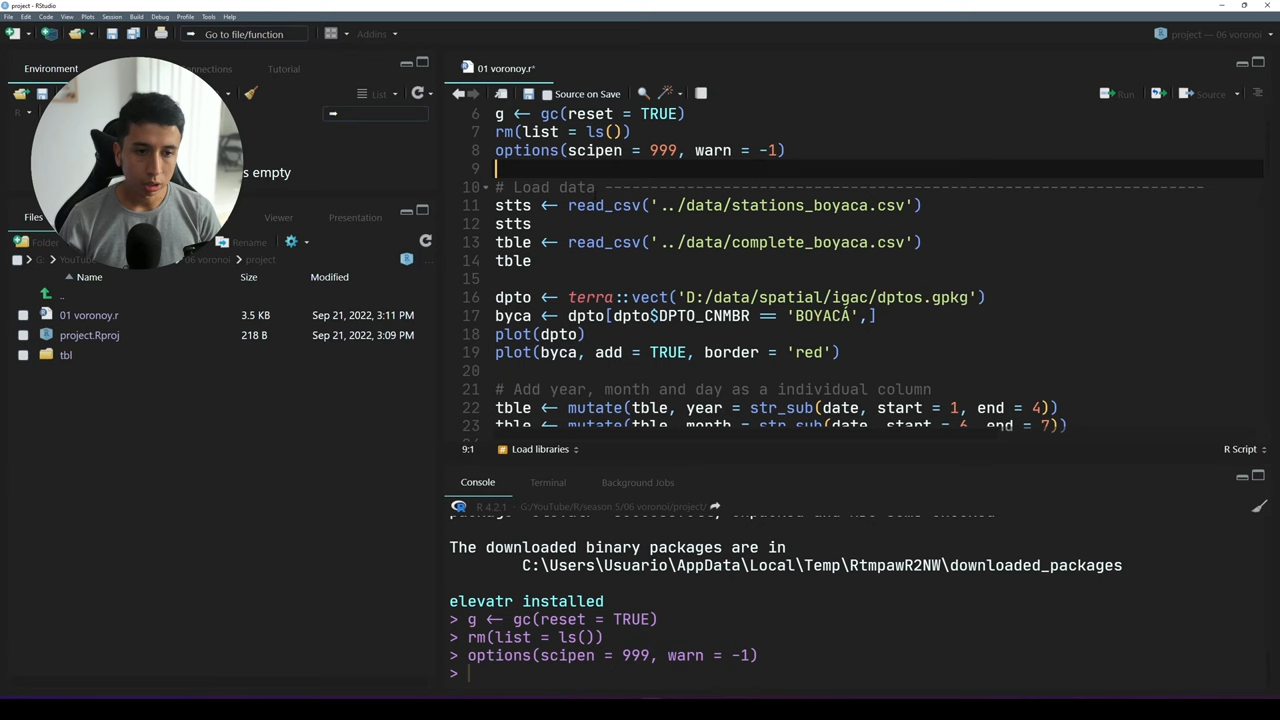 project - RStudio
File Edit Code View Plots Session Build Debug Profile Tools Help
Go to file/function
Addins
project — 06 voronoi
Environment
Connections
Tutorial
List
R
s empty
Files
Viewer
Presentation
Folder
Rename
G:
YouTube
06 voronoi
project
Name
Size
Modified
..
01 voronoy.r
3.5 KB
Sep 21, 2022, 3:11 PM
project.Rproj
218 B
Sep 21, 2022, 3:09 PM
tbl
01 voronoy.r*
Source on Save
Run
Source
6 g <- gc(reset = TRUE)
7 rm(list = ls())
8 options(scipen = 999, warn = -1)
9
10 # Load data ------------------------------------------------------------------
11 stts <- read_csv('../data/stations_boyaca.csv')
12 stts
13 tble <- read_csv('../data/complete_boyaca.csv')
14 tble
15
16 dpto <- terra::vect('D:/data/spatial/igac/dptos.gpkg')
17 byca <- dpto[dpto$DPTO_CNMBR == 'BOYACÁ',]
18 plot(dpto)
19 plot(byca, add = TRUE, border = 'red')
20
21 # Add year, month and day as a individual column
22 tble <- mutate(tble, year = str_sub(date, start = 1, end = 4))
23 tble <- mutate(tble, month = str_sub(date, start = 6, end = 7))
9:1
# Load libraries
R Script
Console
Terminal
Background Jobs
R 4.2.1 · G:/YouTube/R/season 5/06 voronoi/project/
The downloaded binary packages are in
C:\Users\Usuario\AppData\Local\Temp\RtmpawR2NW\downloaded_packages
elevatr installed
> g <- gc(reset = TRUE)
> rm(list = ls())
> options(scipen = 999, warn = -1)
>